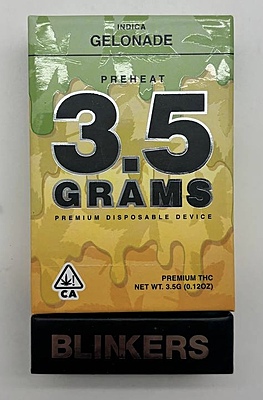 INDICA
GELONADE
PREHEAT
3.5
GRAMS
PREMIUM DISPOSABLE DEVICE
CA
PREMIUM THC
NET WT. 3.5G (0.12OZ)
BLINKERS